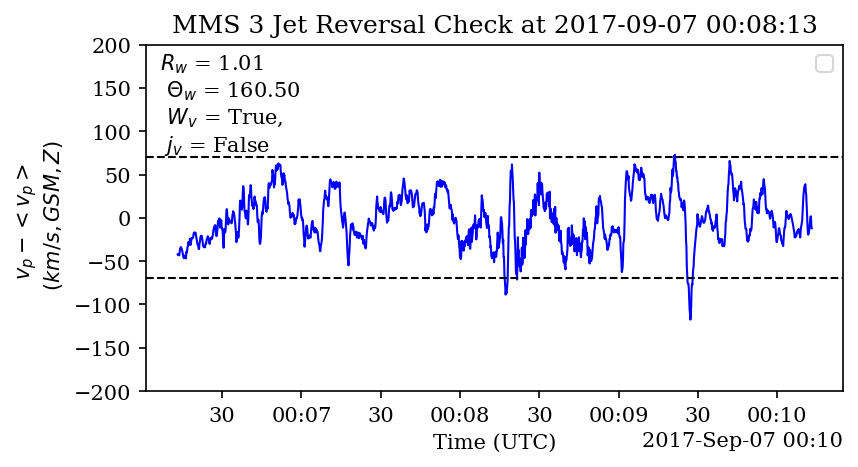 MMS 3 Jet Reversal Check at 2017-09-07 00:08:13
200
150
100
50
0
−50
−100
−150
−200
v_p − < v_p >
(km/s, GSM, Z)
R_w = 1.01
Θ_w = 160.50
W_v = True,
j_v = False
30 00:07 30 00:08 30 00:09 30 00:10
Time (UTC)
2017-Sep-07 00:10